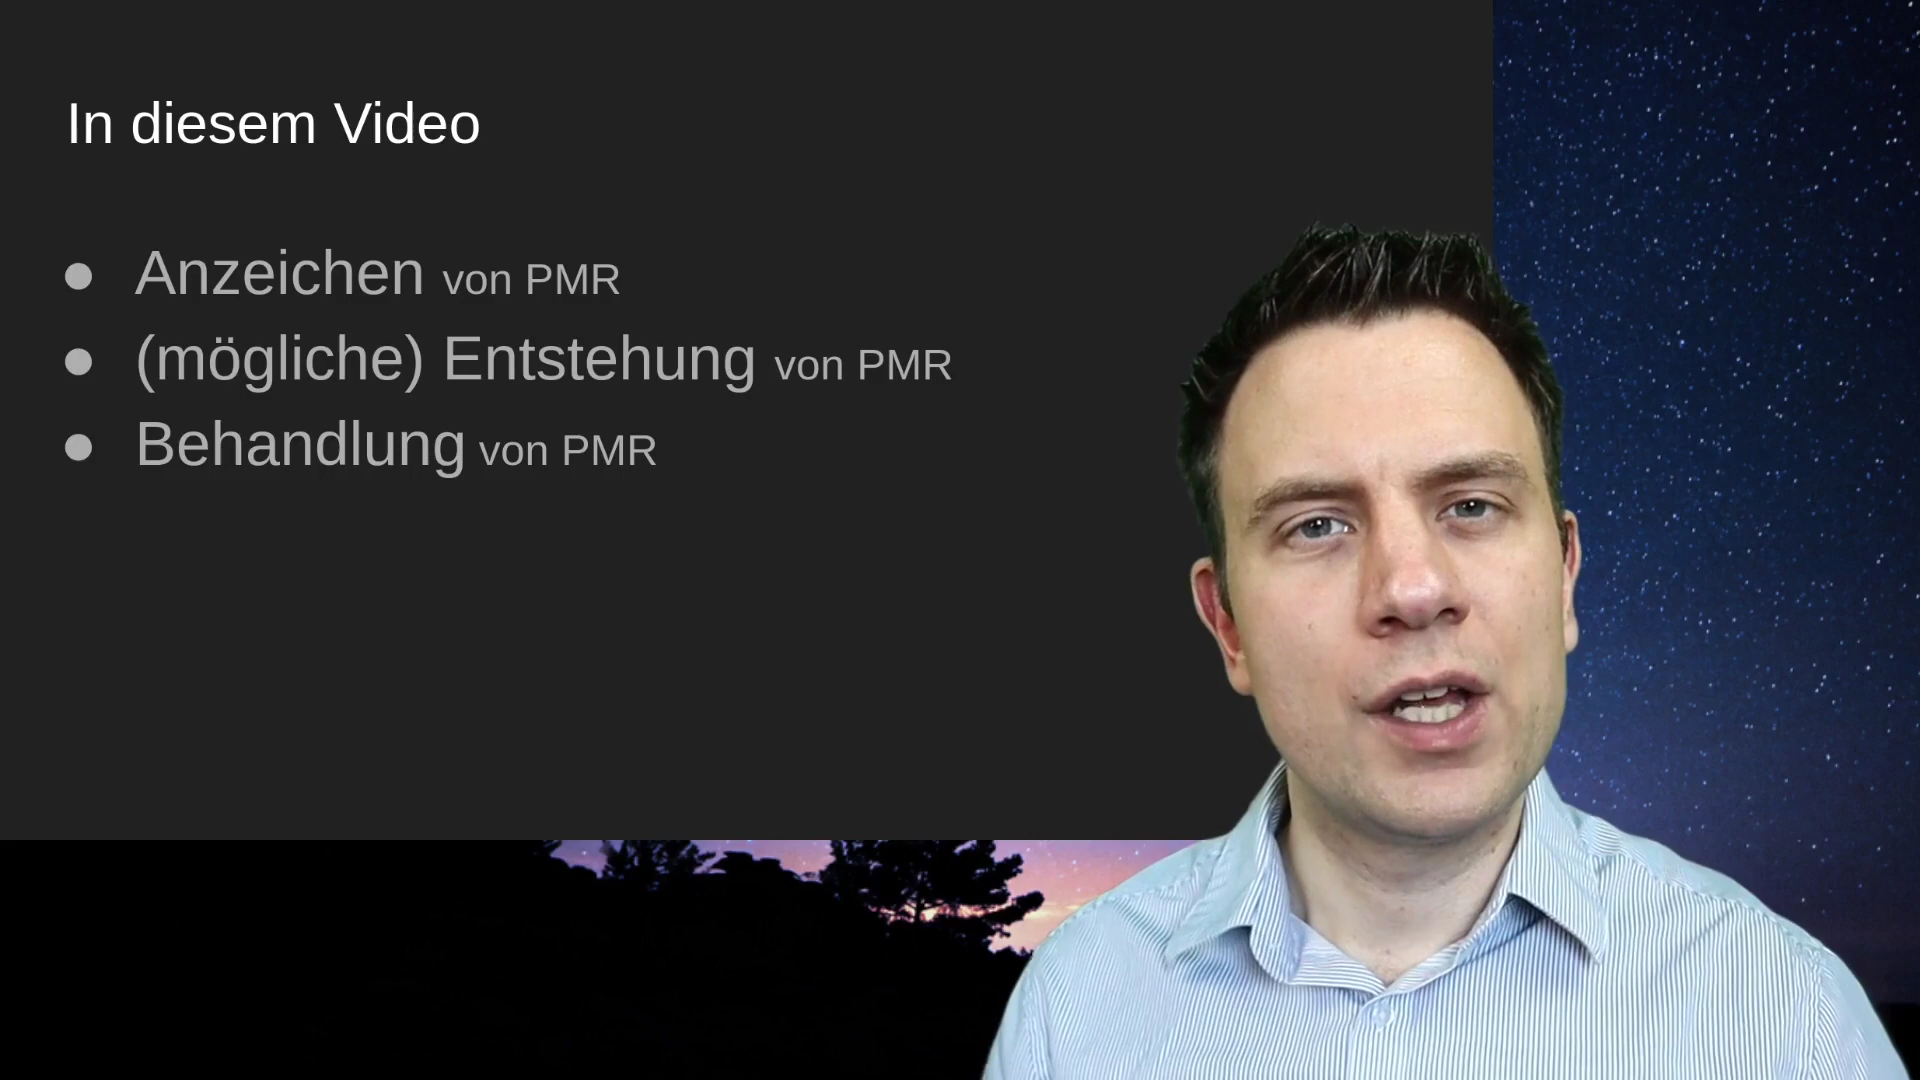 In diesem Video
● Anzeichen von PMR
● (mögliche) Entstehung von PMR
● Behandlung von PMR